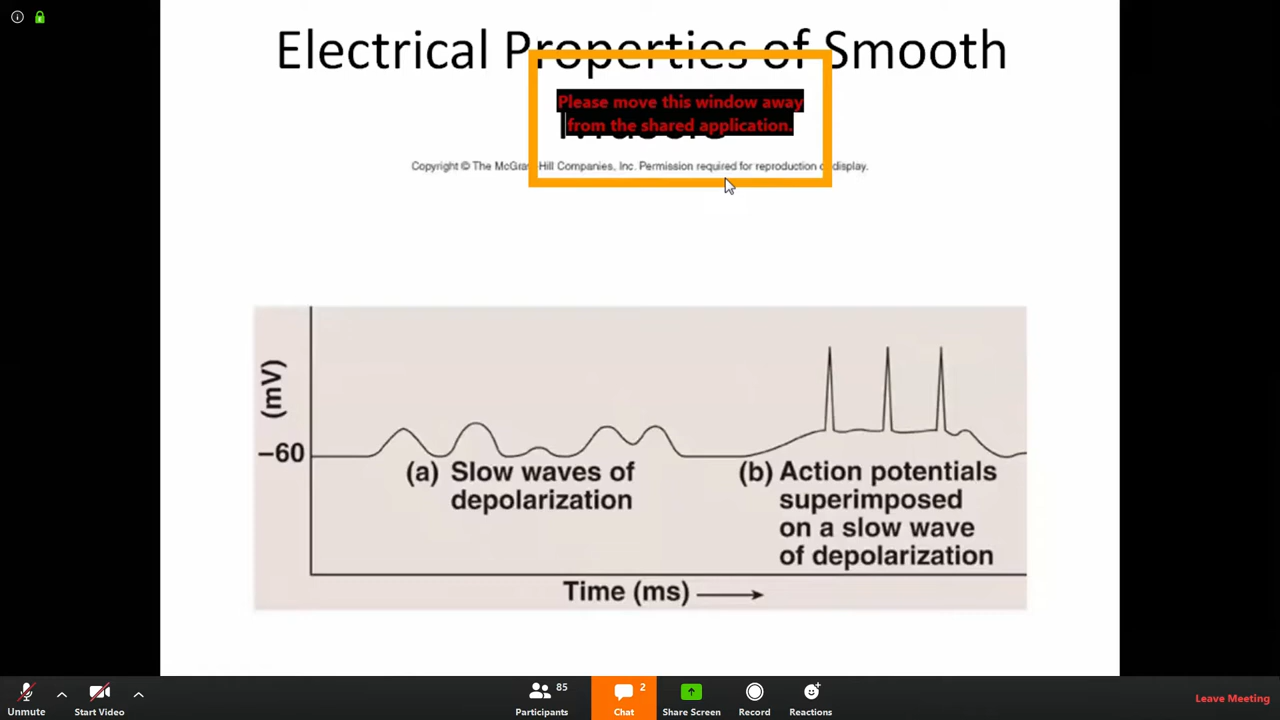 Electrical Properties of Smooth
Please move this window away
from the shared application.
Copyright © The McGraw-Hill Companies, Inc. Permission required for reproduction or display.
(mV)
–60
(a) Slow waves of
depolarization
(b) Action potentials
superimposed
on a slow wave
of depolarization
Time (ms)
Unmute
Start Video
85
Participants
2
Chat
Share Screen
Record
Reactions
Leave Meeting